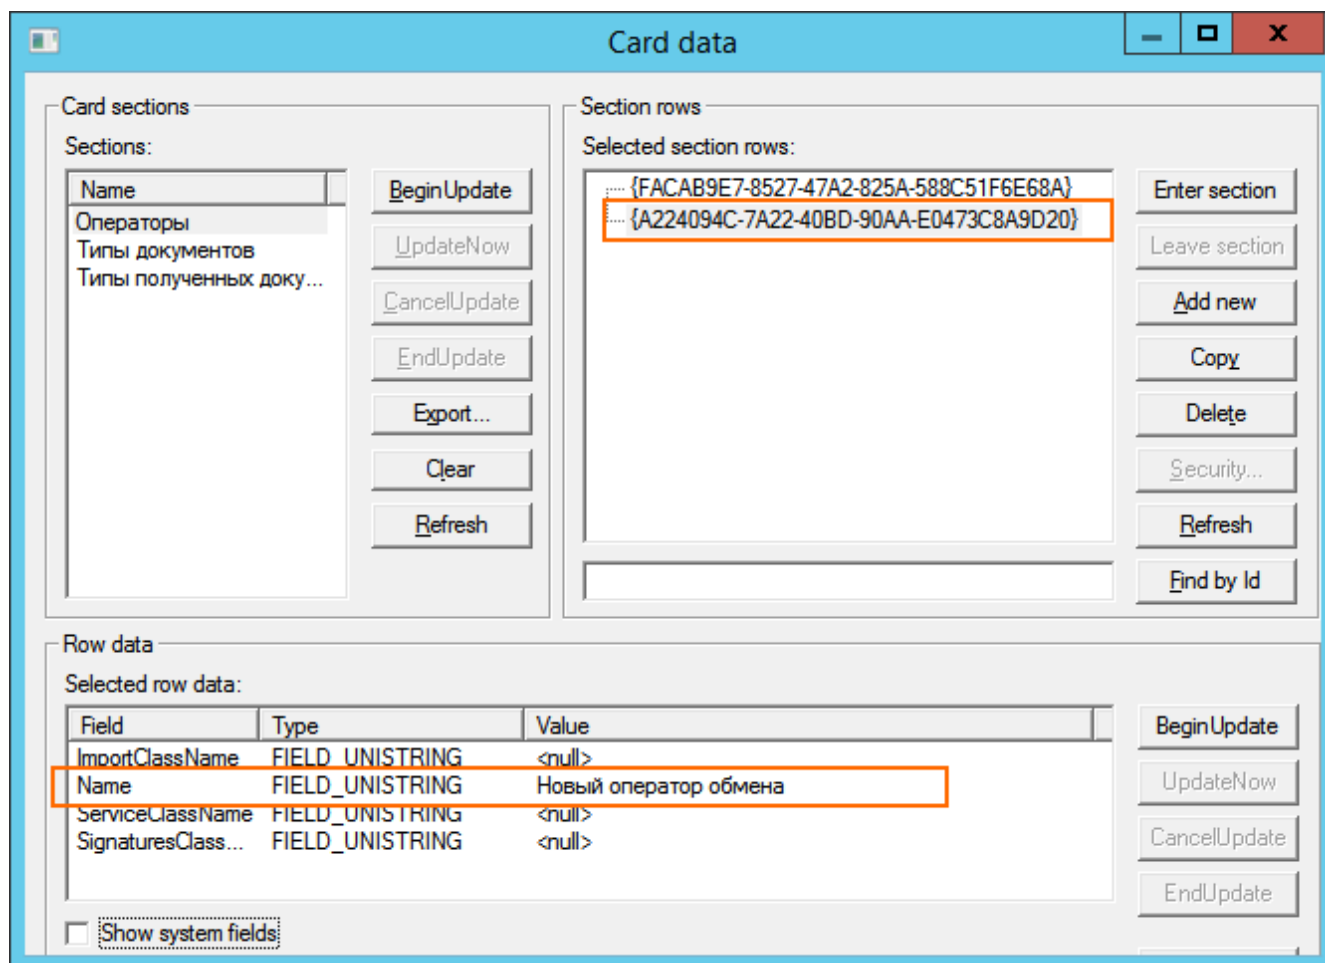 Card data
Card sections
Sections:
Name
Операторы
Типы документов
Типы полученных доку...
BeginUpdate
UpdateNow
CancelUpdate
EndUpdate
Export...
Clear
Refresh
Section rows
Selected section rows:
{FACAB9E7-8527-47A2-825A-588C51F6E68A}
{A224094C-7A22-40BD-90AA-E0473C8A9D20}
Enter section
Leave section
Add new
Copy
Delete
Security...
Refresh
Find by Id
Row data
Selected row data:
Field Type Value
ImportClassName FIELD_UNISTRING <null>
Name FIELD_UNISTRING Новый оператор обмена
ServiceClassName FIELD_UNISTRING <null>
SignaturesClass... FIELD_UNISTRING <null>
BeginUpdate
UpdateNow
CancelUpdate
EndUpdate
Show system fields